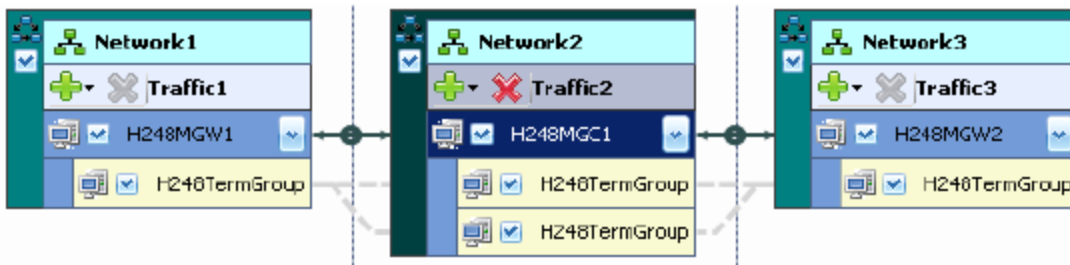 Network1
Traffic1
H248MGW1
H248TermGroup
Network2
Traffic2
H248MGC1
H248TermGroup
H248TermGroup
Network3
Traffic3
H248MGW2
H248TermGroup